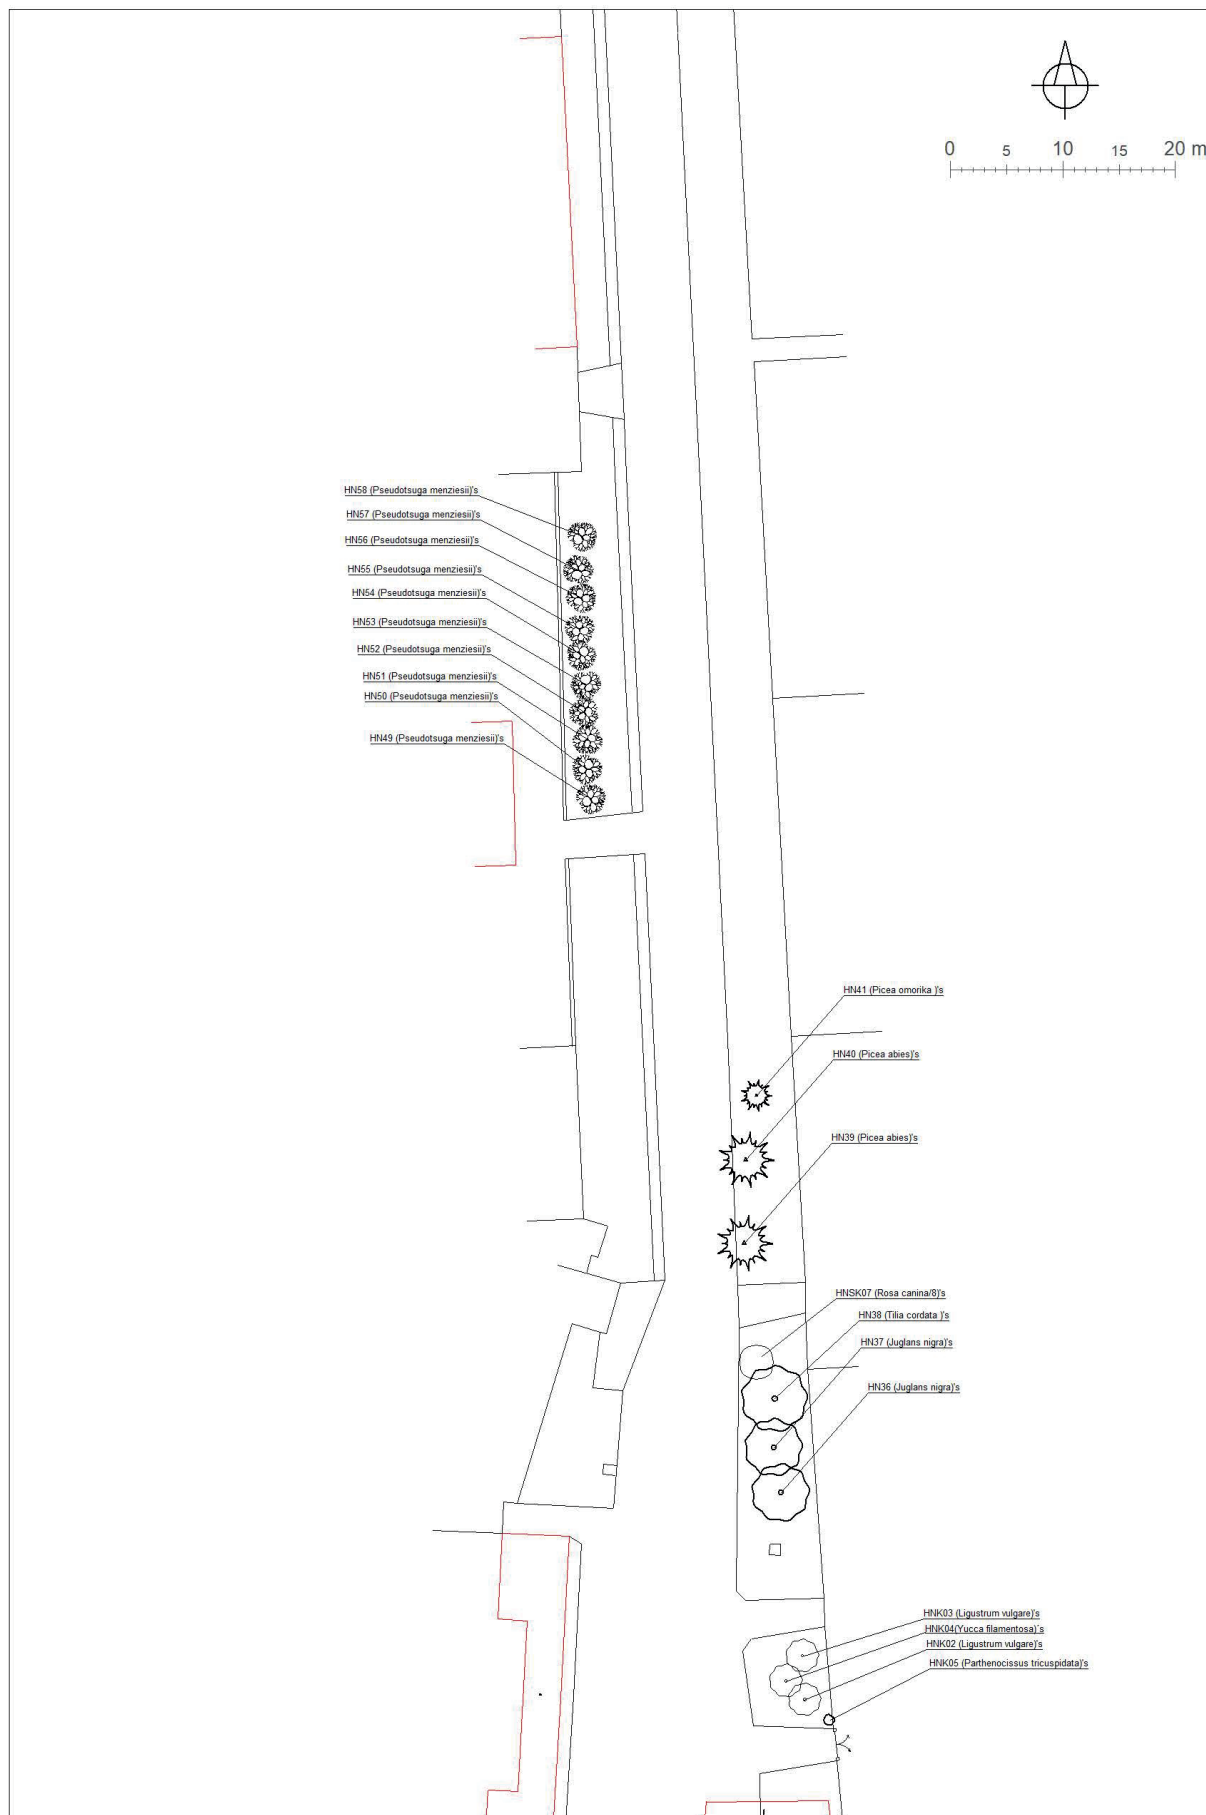 0 5 10 15 20 m
HN58 (Pseudotsuga menziesii)'s
HN57 (Pseudotsuga menziesii)'s
HN56 (Pseudotsuga menziesii)'s
HN55 (Pseudotsuga menziesii)'s
HN54 (Pseudotsuga menziesii)'s
HN53 (Pseudotsuga menziesii)'s
HN52 (Pseudotsuga menziesii)'s
HN51 (Pseudotsuga menziesii)'s
HN50 (Pseudotsuga menziesii)'s
HN49 (Pseudotsuga menziesii)'s
HN41 (Picea omorika )'s
HN40 (Picea abies)'s
HN39 (Picea abies)'s
HNSK07 (Rosa canina/8)'s
HN38 (Tilia cordata )'s
HN37 (Juglans nigra)'s
HN36 (Juglans nigra)'s
HNK03 (Ligustrum vulgare)'s
HNK04(Yucca filamentosa)´s
HNK02 (Ligustrum vulgare)'s
HNK05 (Parthenocissus tricuspidata)'s